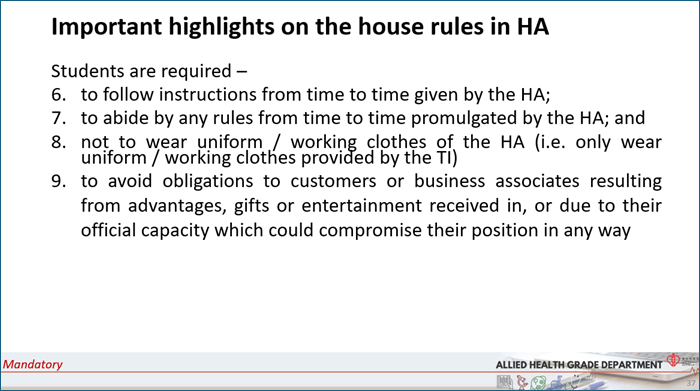 Important highlights on the house rules in HA
Students are required –
6. to follow instructions from time to time given by the HA;
7. to abide by any rules from time to time promulgated by the HA; and
8. not to wear uniform / working clothes of the HA (i.e. only wear
uniform / working clothes provided by the TI)
9. to avoid obligations to customers or business associates resulting
from advantages, gifts or entertainment received in, or due to their
official capacity which could compromise their position in any way
Mandatory
ALLIED HEALTH GRADE DEPARTMENT